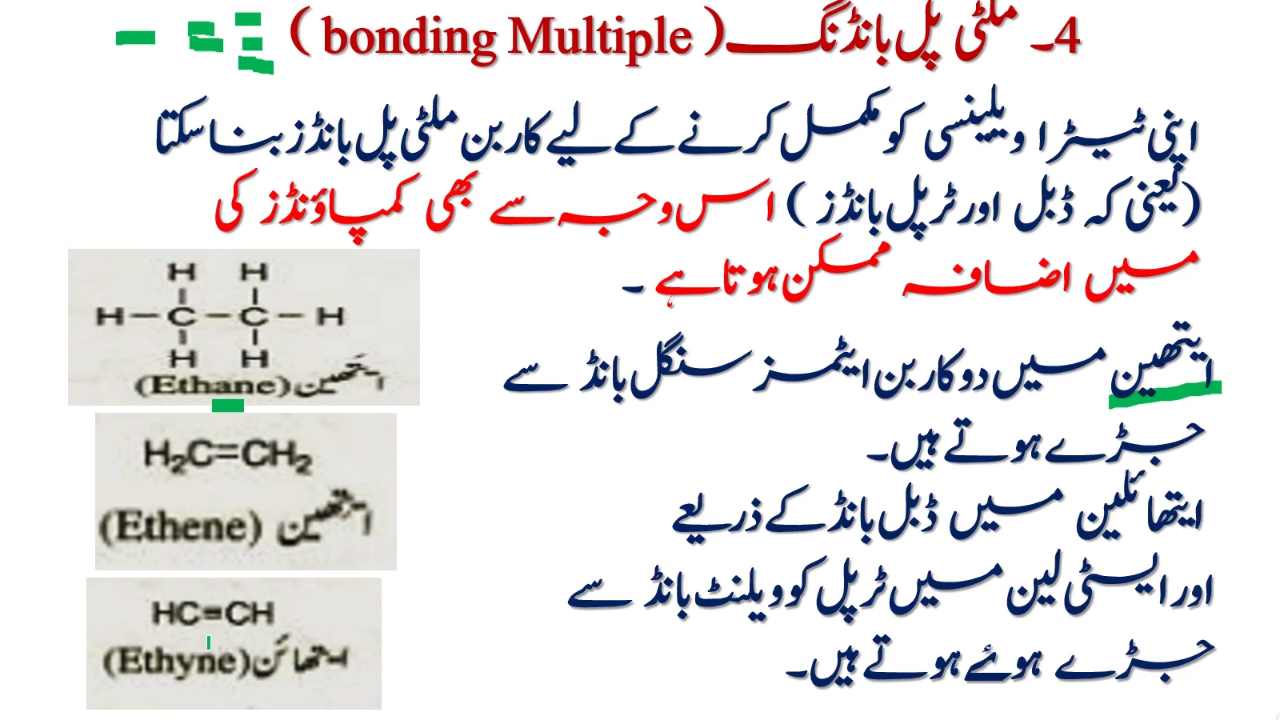 4۔ ملٹی پل بانڈنگ ( bonding Multiple )
اپنی ٹیٹرا ویلینسی کو مکمل کرنے کے لیے کاربن ملٹی پل بانڈز بنا سکتا
(یعنی کہ ڈبل اور ٹرپل بانڈز ) اس وجہ سے بھی کمپاؤنڈز کی
میں اضافہ ممکن ہوتا ہے ۔
ایتھین میں دو کاربن ایٹمز سنگل بانڈ سے
جڑے ہوتے ہیں۔
ایتھائلین میں ڈبل بانڈ کے ذریعے
اور ایسٹی لین میں ٹرپل کوویلنٹ بانڈ سے
جڑے ہوئے ہوتے ہیں۔
H H
H–C–C–H
H H
ایتھین (Ethane)
H₂C=CH₂
ایتھین (Ethene)
HC≡CH
ایتھائن (Ethyne)